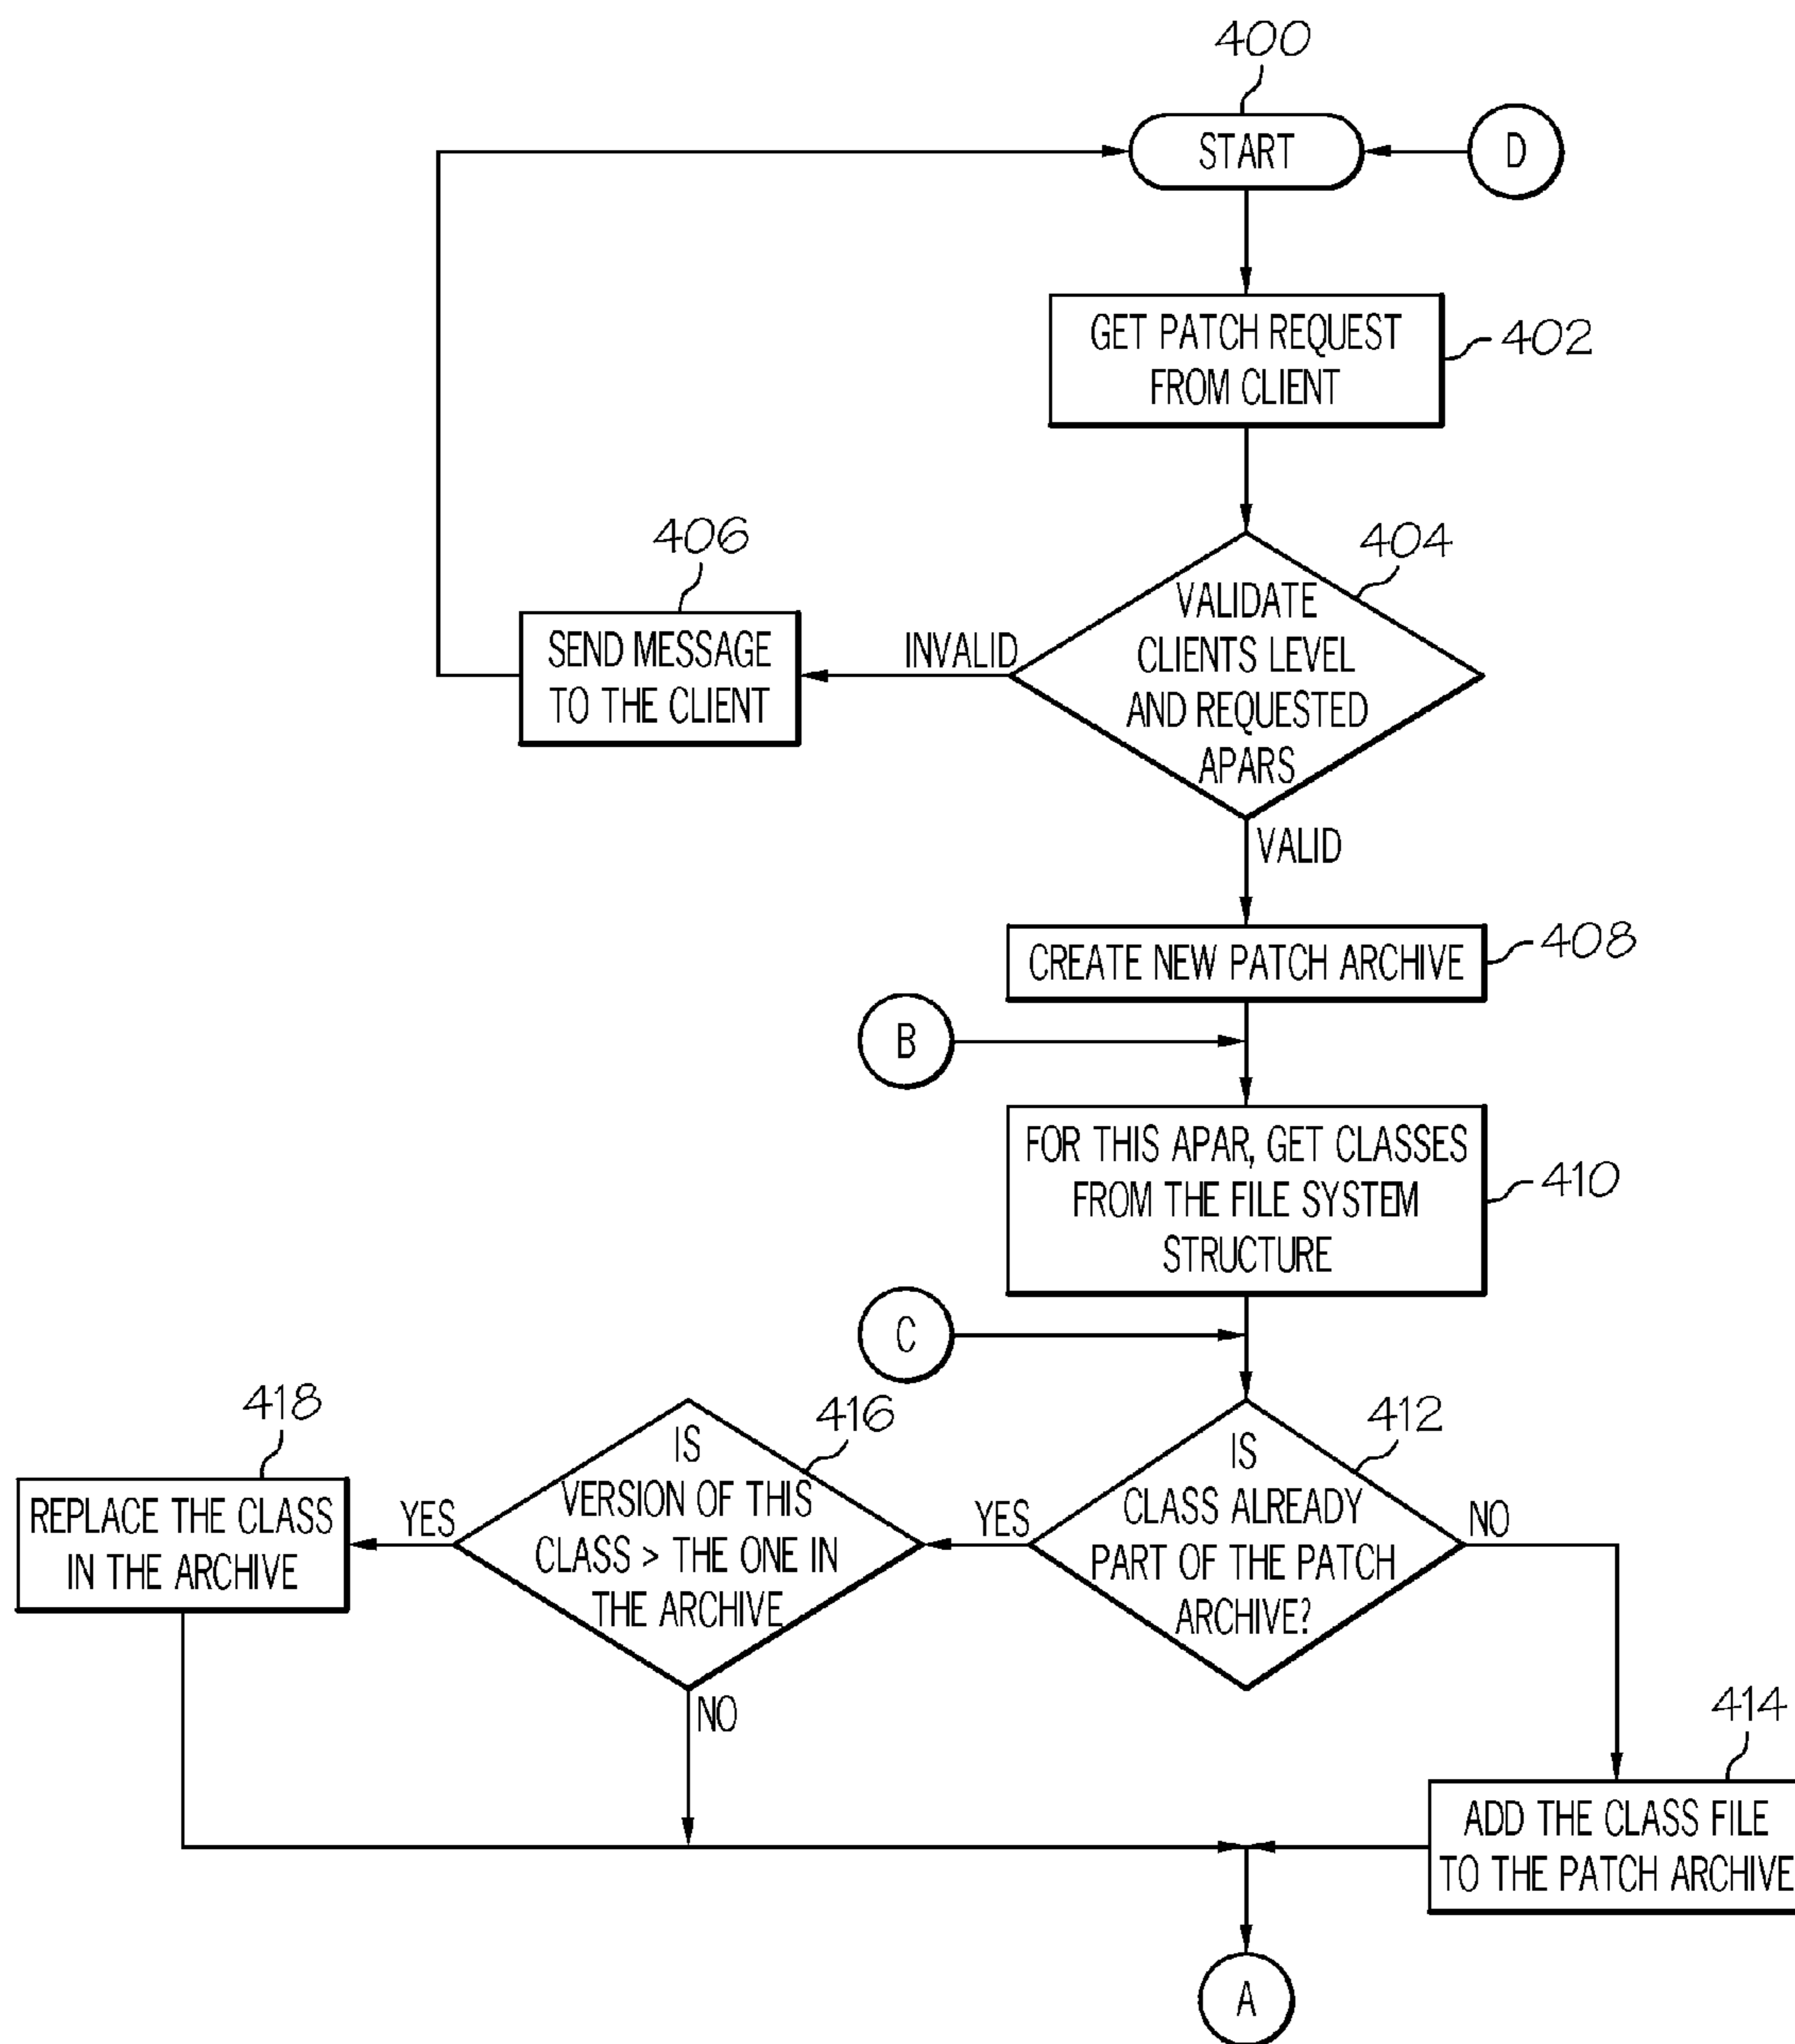 400
START
D
GET PATCH REQUEST
FROM CLIENT
402
404
VALIDATE
CLIENTS LEVEL
AND REQUESTED
APARS
INVALID
406
SEND MESSAGE
TO THE CLIENT
VALID
CREATE NEW PATCH ARCHIVE
408
B
FOR THIS APAR, GET CLASSES
FROM THE FILE SYSTEM
STRUCTURE
410
C
412
IS
CLASS ALREADY
PART OF THE PATCH
ARCHIVE?
YES
NO
416
IS
VERSION OF THIS
CLASS > THE ONE IN
THE ARCHIVE
YES
NO
418
REPLACE THE CLASS
IN THE ARCHIVE
414
ADD THE CLASS FILE
TO THE PATCH ARCHIVE
A